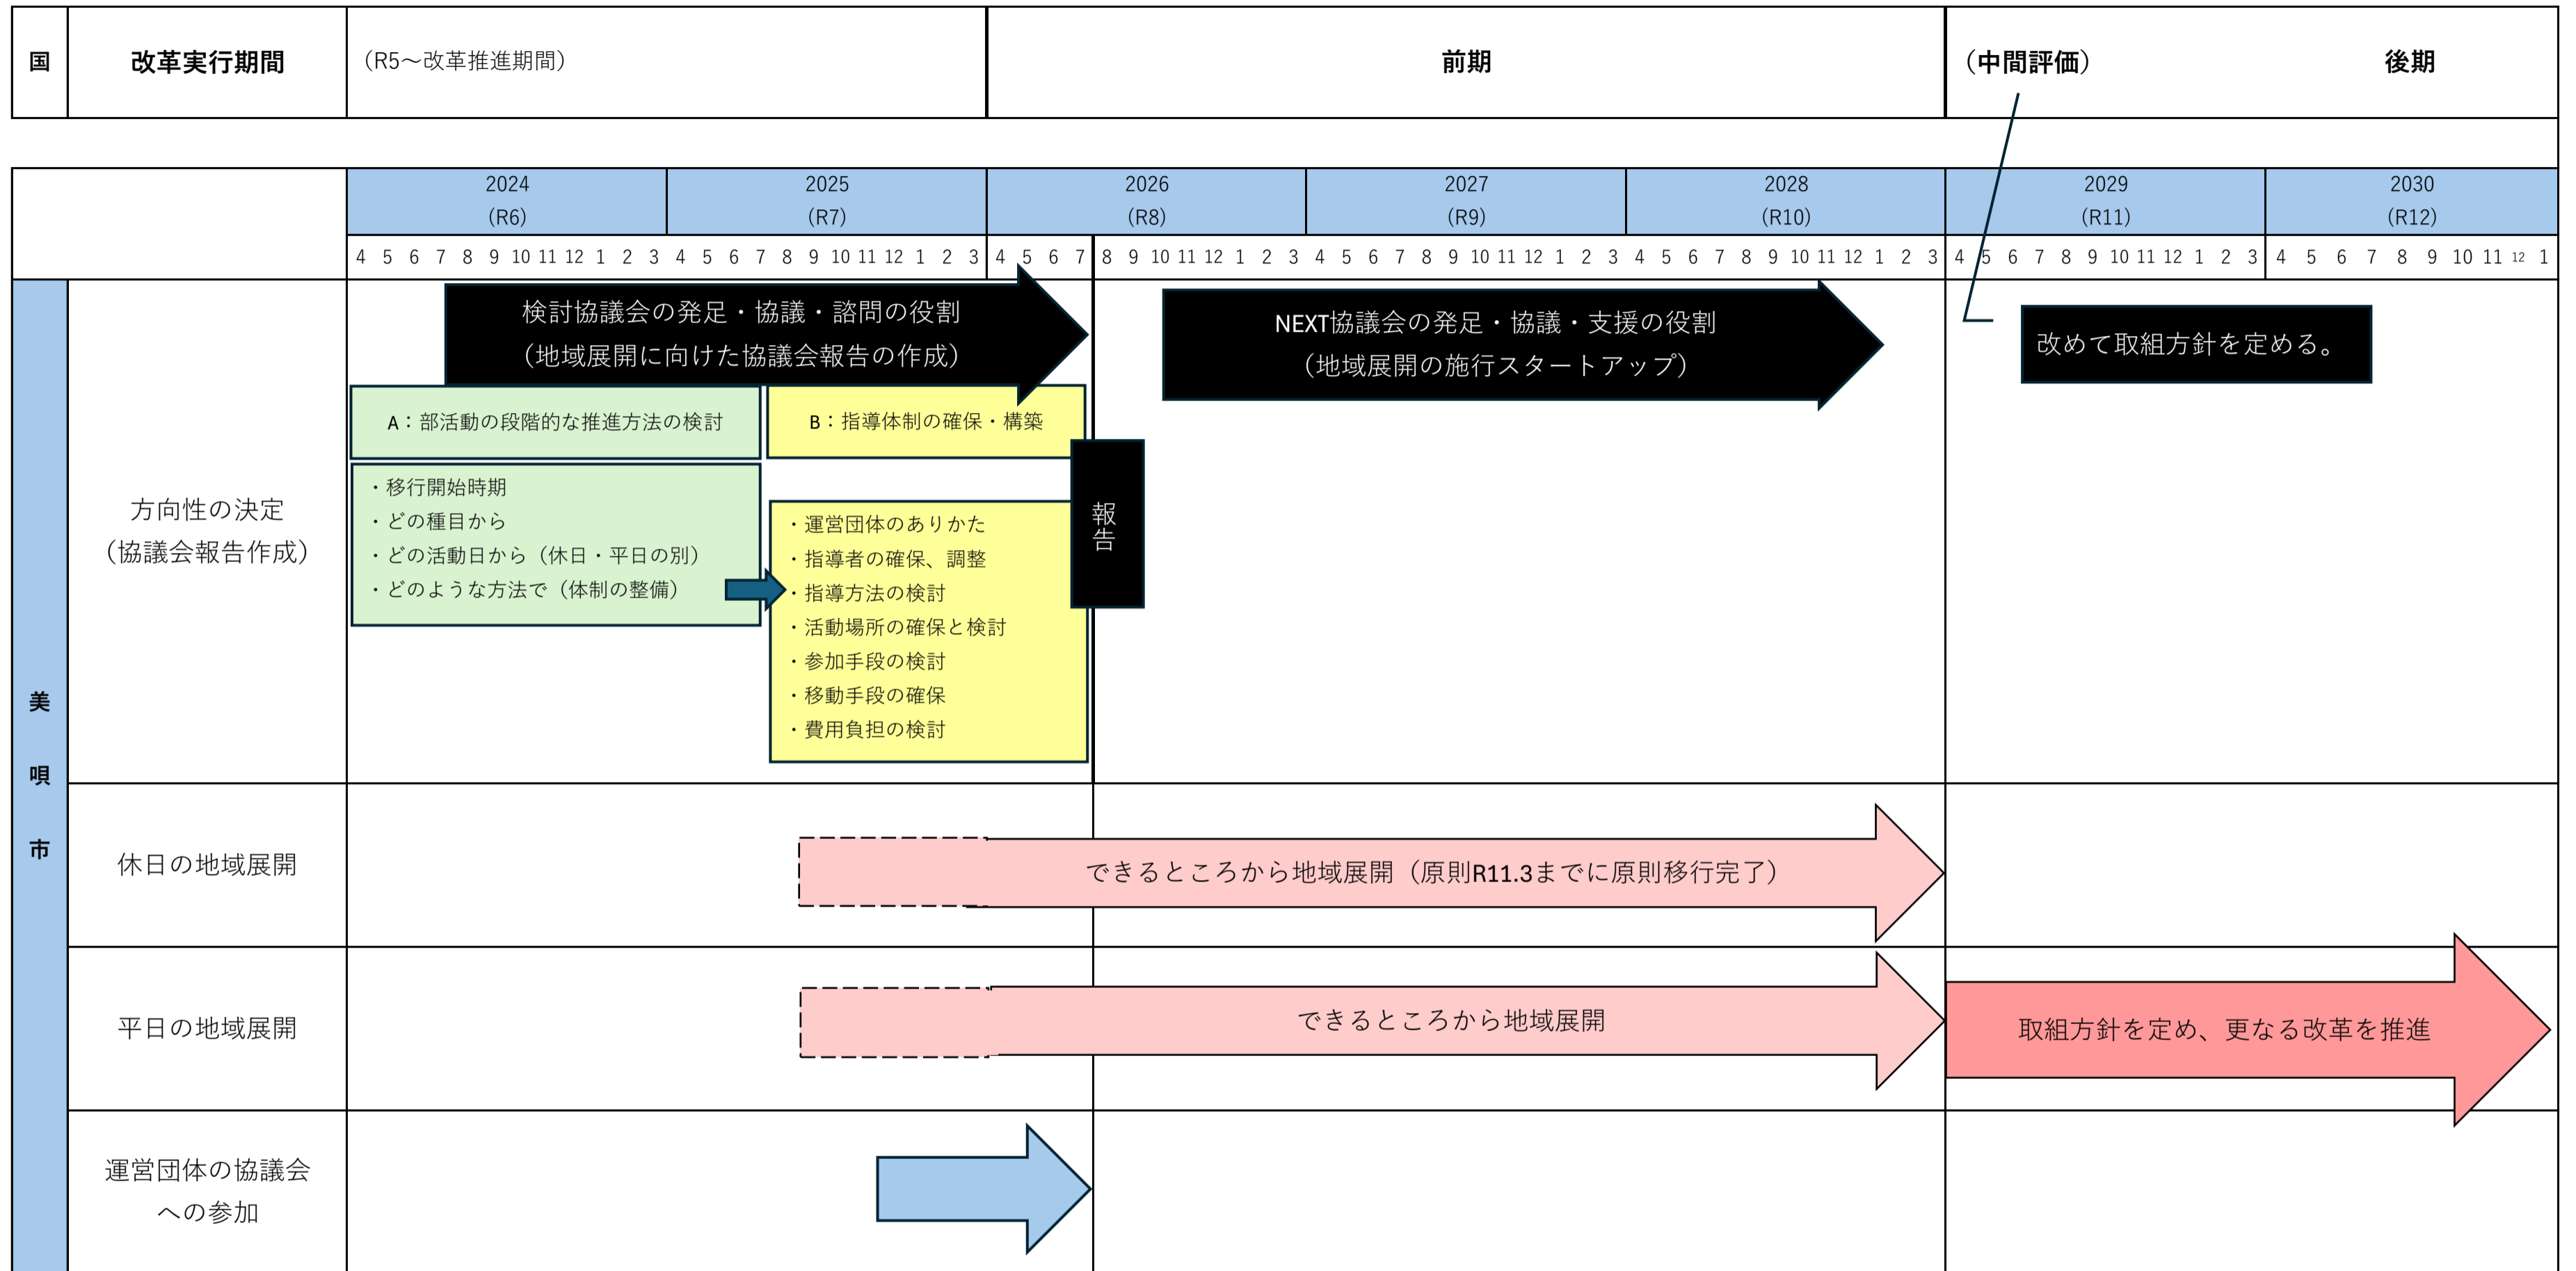 国 改革実行期間 （R5～改革推進期間） 前期 （中間評価） 後期
2024 2025 2026 2027 2028 2029 2030
（R6） （R7） （R8） （R9） （R10） （R11） （R12）
4 5 6 7 8 9 10 11 12 1 2 3 4 5 6 7 8 9 10 11 12 1 2 3 4 5 6 7 8 9 10 11 12 1 2 3 4 5 6 7 8 9 10 11 12 1 2 3 4 5 6 7 8 9 10 11 12 1 2 3 4 5 6 7 8 9 10 11 12 1 2 3 4 5 6 7 8 9 10 11 12 1
美唄市
方向性の決定
（協議会報告作成）
検討協議会の発足・協議・諮問の役割
（地域展開に向けた協議会報告の作成）
NEXT協議会の発足・協議・支援の役割
（地域展開の施行スタートアップ）
改めて取組方針を定める。
A：部活動の段階的な推進方法の検討
B：指導体制の確保・構築
・移行開始時期
・どの種目から
・どの活動日から（休日・平日の別）
・どのような方法で（体制の整備）
・運営団体のありかた
・指導者の確保、調整
・指導方法の検討
・活動場所の確保と検討
・参加手段の検討
・移動手段の確保
・費用負担の検討
報告
休日の地域展開
できるところから地域展開（原則R11.3までに原則移行完了）
平日の地域展開
できるところから地域展開
取組方針を定め、更なる改革を推進
運営団体の協議会
への参加